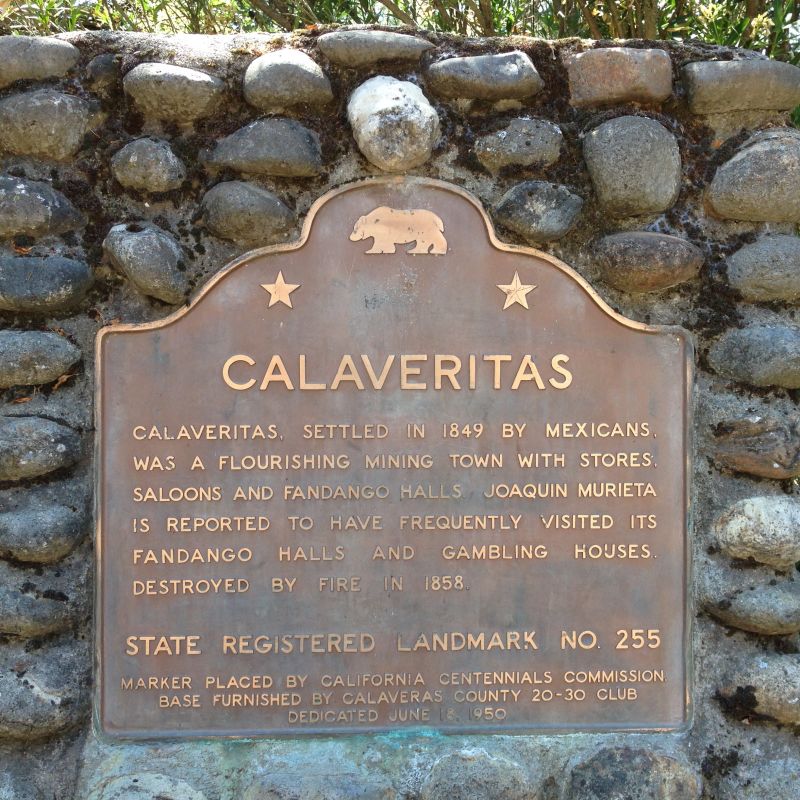 CALAVERITAS
CALAVERITAS, SETTLED IN 1849 BY MEXICANS,
WAS A FLOURISHING MINING TOWN WITH STORES,
SALOONS AND FANDANGO HALLS. JOAQUIN MURIETA
IS REPORTED TO HAVE FREQUENTLY VISITED ITS
FANDANGO HALLS AND GAMBLING HOUSES.
DESTROYED BY FIRE IN 1858.
STATE REGISTERED LANDMARK NO. 255
MARKER PLACED BY CALIFORNIA CENTENNIALS COMMISSION.
BASE FURNISHED BY CALAVERAS COUNTY 20-30 CLUB
DEDICATED JUNE 18, 1950